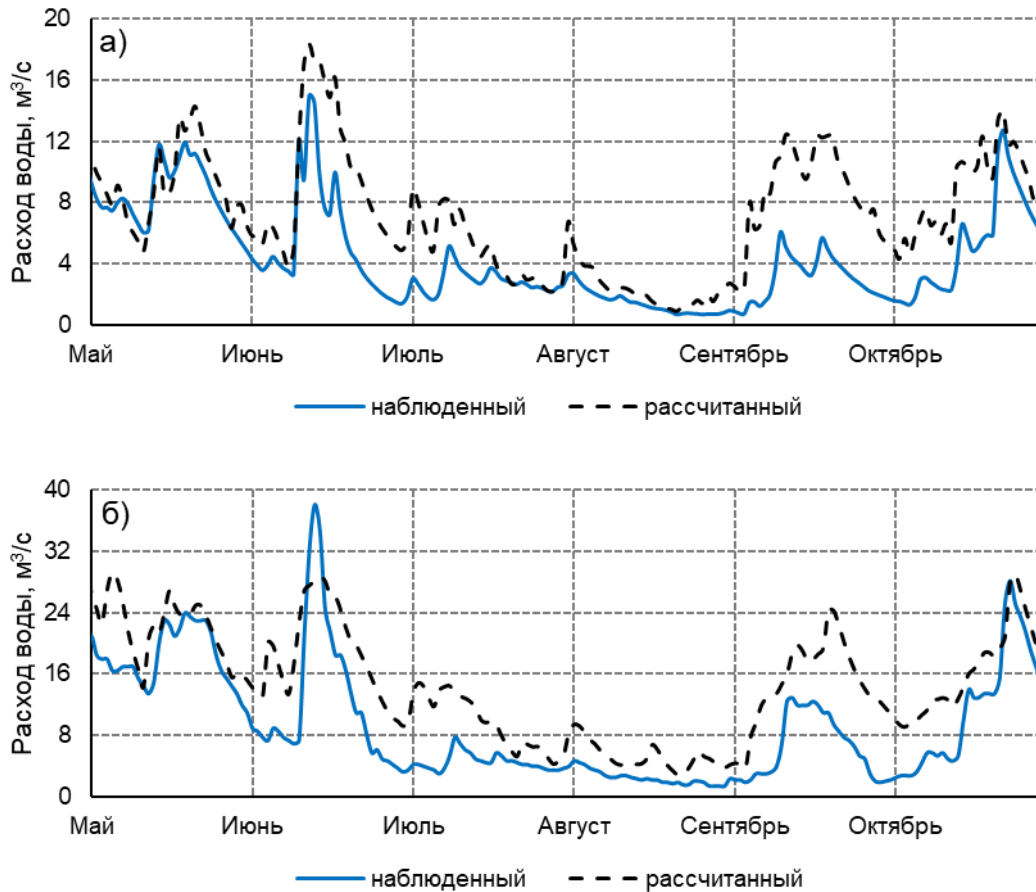 а)
Расход воды, м³/с
20
16
12
8
4
0
Май Июнь Июль Август Сентябрь Октябрь
наблюденный рассчитанный
б)
Расход воды, м³/с
40
32
24
16
8
0
Май Июнь Июль Август Сентябрь Октябрь
наблюденный рассчитанный